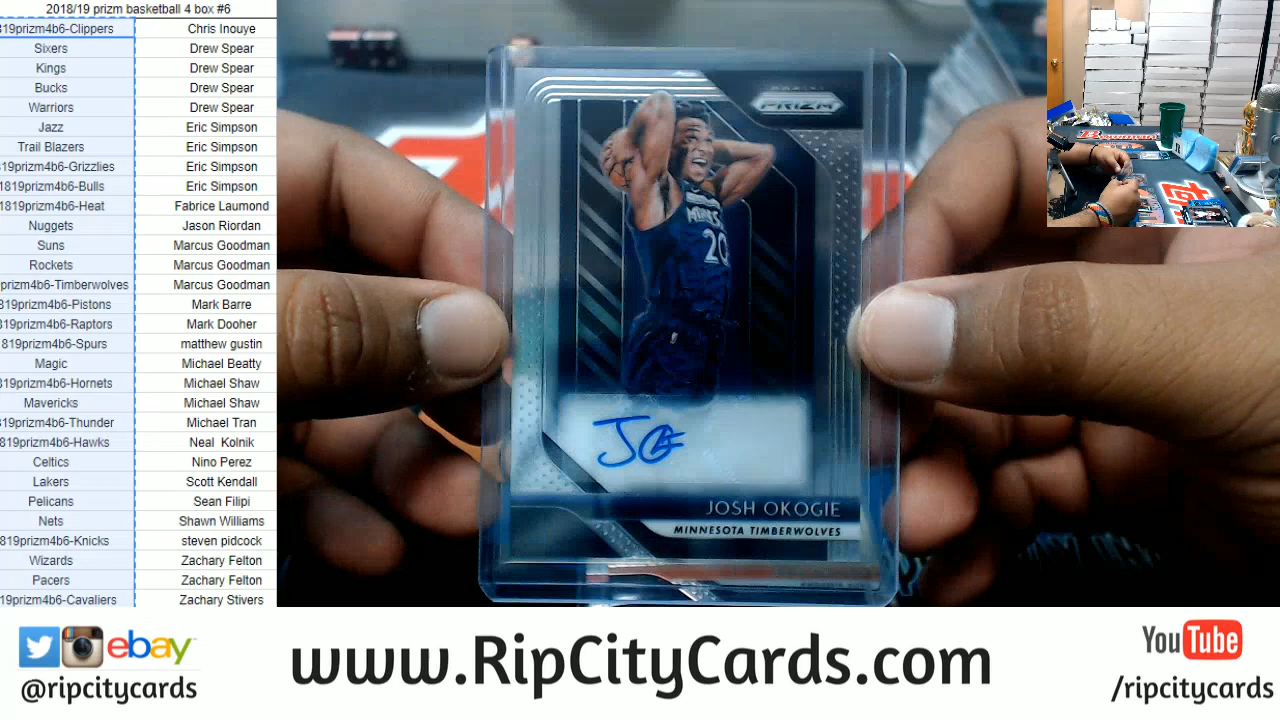 2018/19 prizm basketball 4 box #6
819prizm4b6-Clippers Chris Inouye
Sixers Drew Spear
Kings Drew Spear
Bucks Drew Spear
Warriors Drew Spear
Jazz Eric Simpson
Trail Blazers Eric Simpson
819prizm4b6-Grizzlies Eric Simpson
1819prizm4b6-Bulls Eric Simpson
1819prizm4b6-Heat Fabrice Laumond
Nuggets Jason Riordan
Suns Marcus Goodman
Rockets Marcus Goodman
prizm4b6-Timberwolves Marcus Goodman
819prizm4b6-Pistons Mark Barre
819prizm4b6-Raptors Mark Dooher
819prizm4b6-Spurs matthew gustin
Magic Michael Beatty
819prizm4b6-Hornets Michael Shaw
Mavericks Michael Shaw
819prizm4b6-Thunder Michael Tran
819prizm4b6-Hawks Neal Kolnik
Celtics Nino Perez
Lakers Scott Kendall
Pelicans Sean Filipi
Nets Shawn Williams
819prizm4b6-Knicks steven pidcock
Wizards Zachary Felton
Pacers Zachary Felton
19prizm4b6-Cavaliers Zachary Stivers
PANINI
PRIZM
MINNESOTA
20
JOSH OKOGIE
MINNESOTA TIMBERWOLVES
Bowman
ebay
@ripcitycards
www.RipCityCards.com
YouTube
/ripcitycards